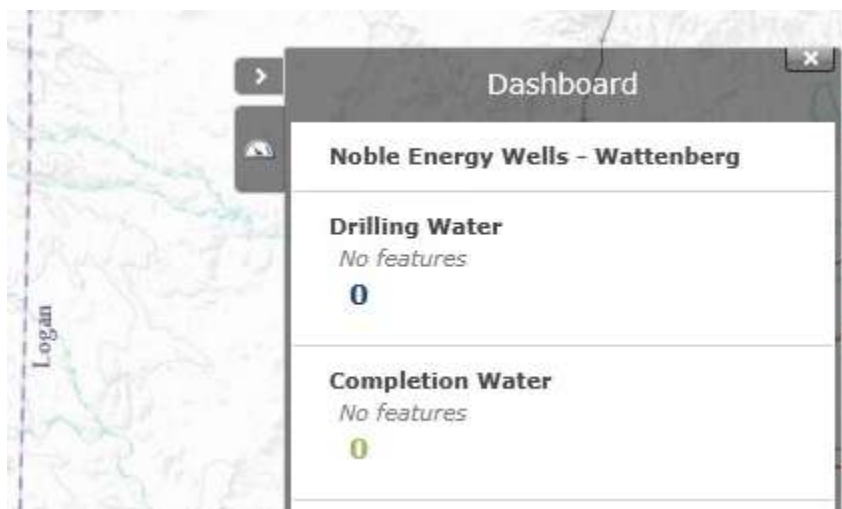 Dashboard
Noble Energy Wells - Wattenberg
Drilling Water
No features
0
Completion Water
No features
0
Logan